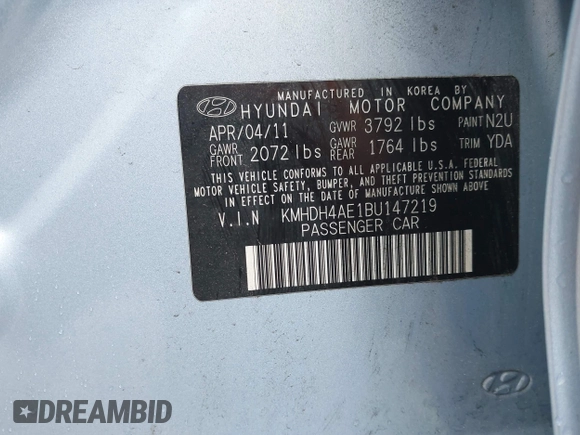 MANUFACTURED IN KOREA BY
HYUNDAI MOTOR COMPANY
APR/04/11 GVWR 3792 lbs PAINT N2U
GAWR FRONT 2072 lbs GAWR REAR 1764 lbs TRIM YDA
THIS VEHICLE CONFORMS TO ALL APPLICABLE U.S.A. FEDERAL
MOTOR VEHICLE SAFETY, BUMPER, AND THEFT PREVENTION STANDARDS
IN EFFECT ON THE DATE OF MANUFACTURE SHOWN ABOVE
V.I.N KMHDH4AE1BU147219
PASSENGER CAR
DREAMBID